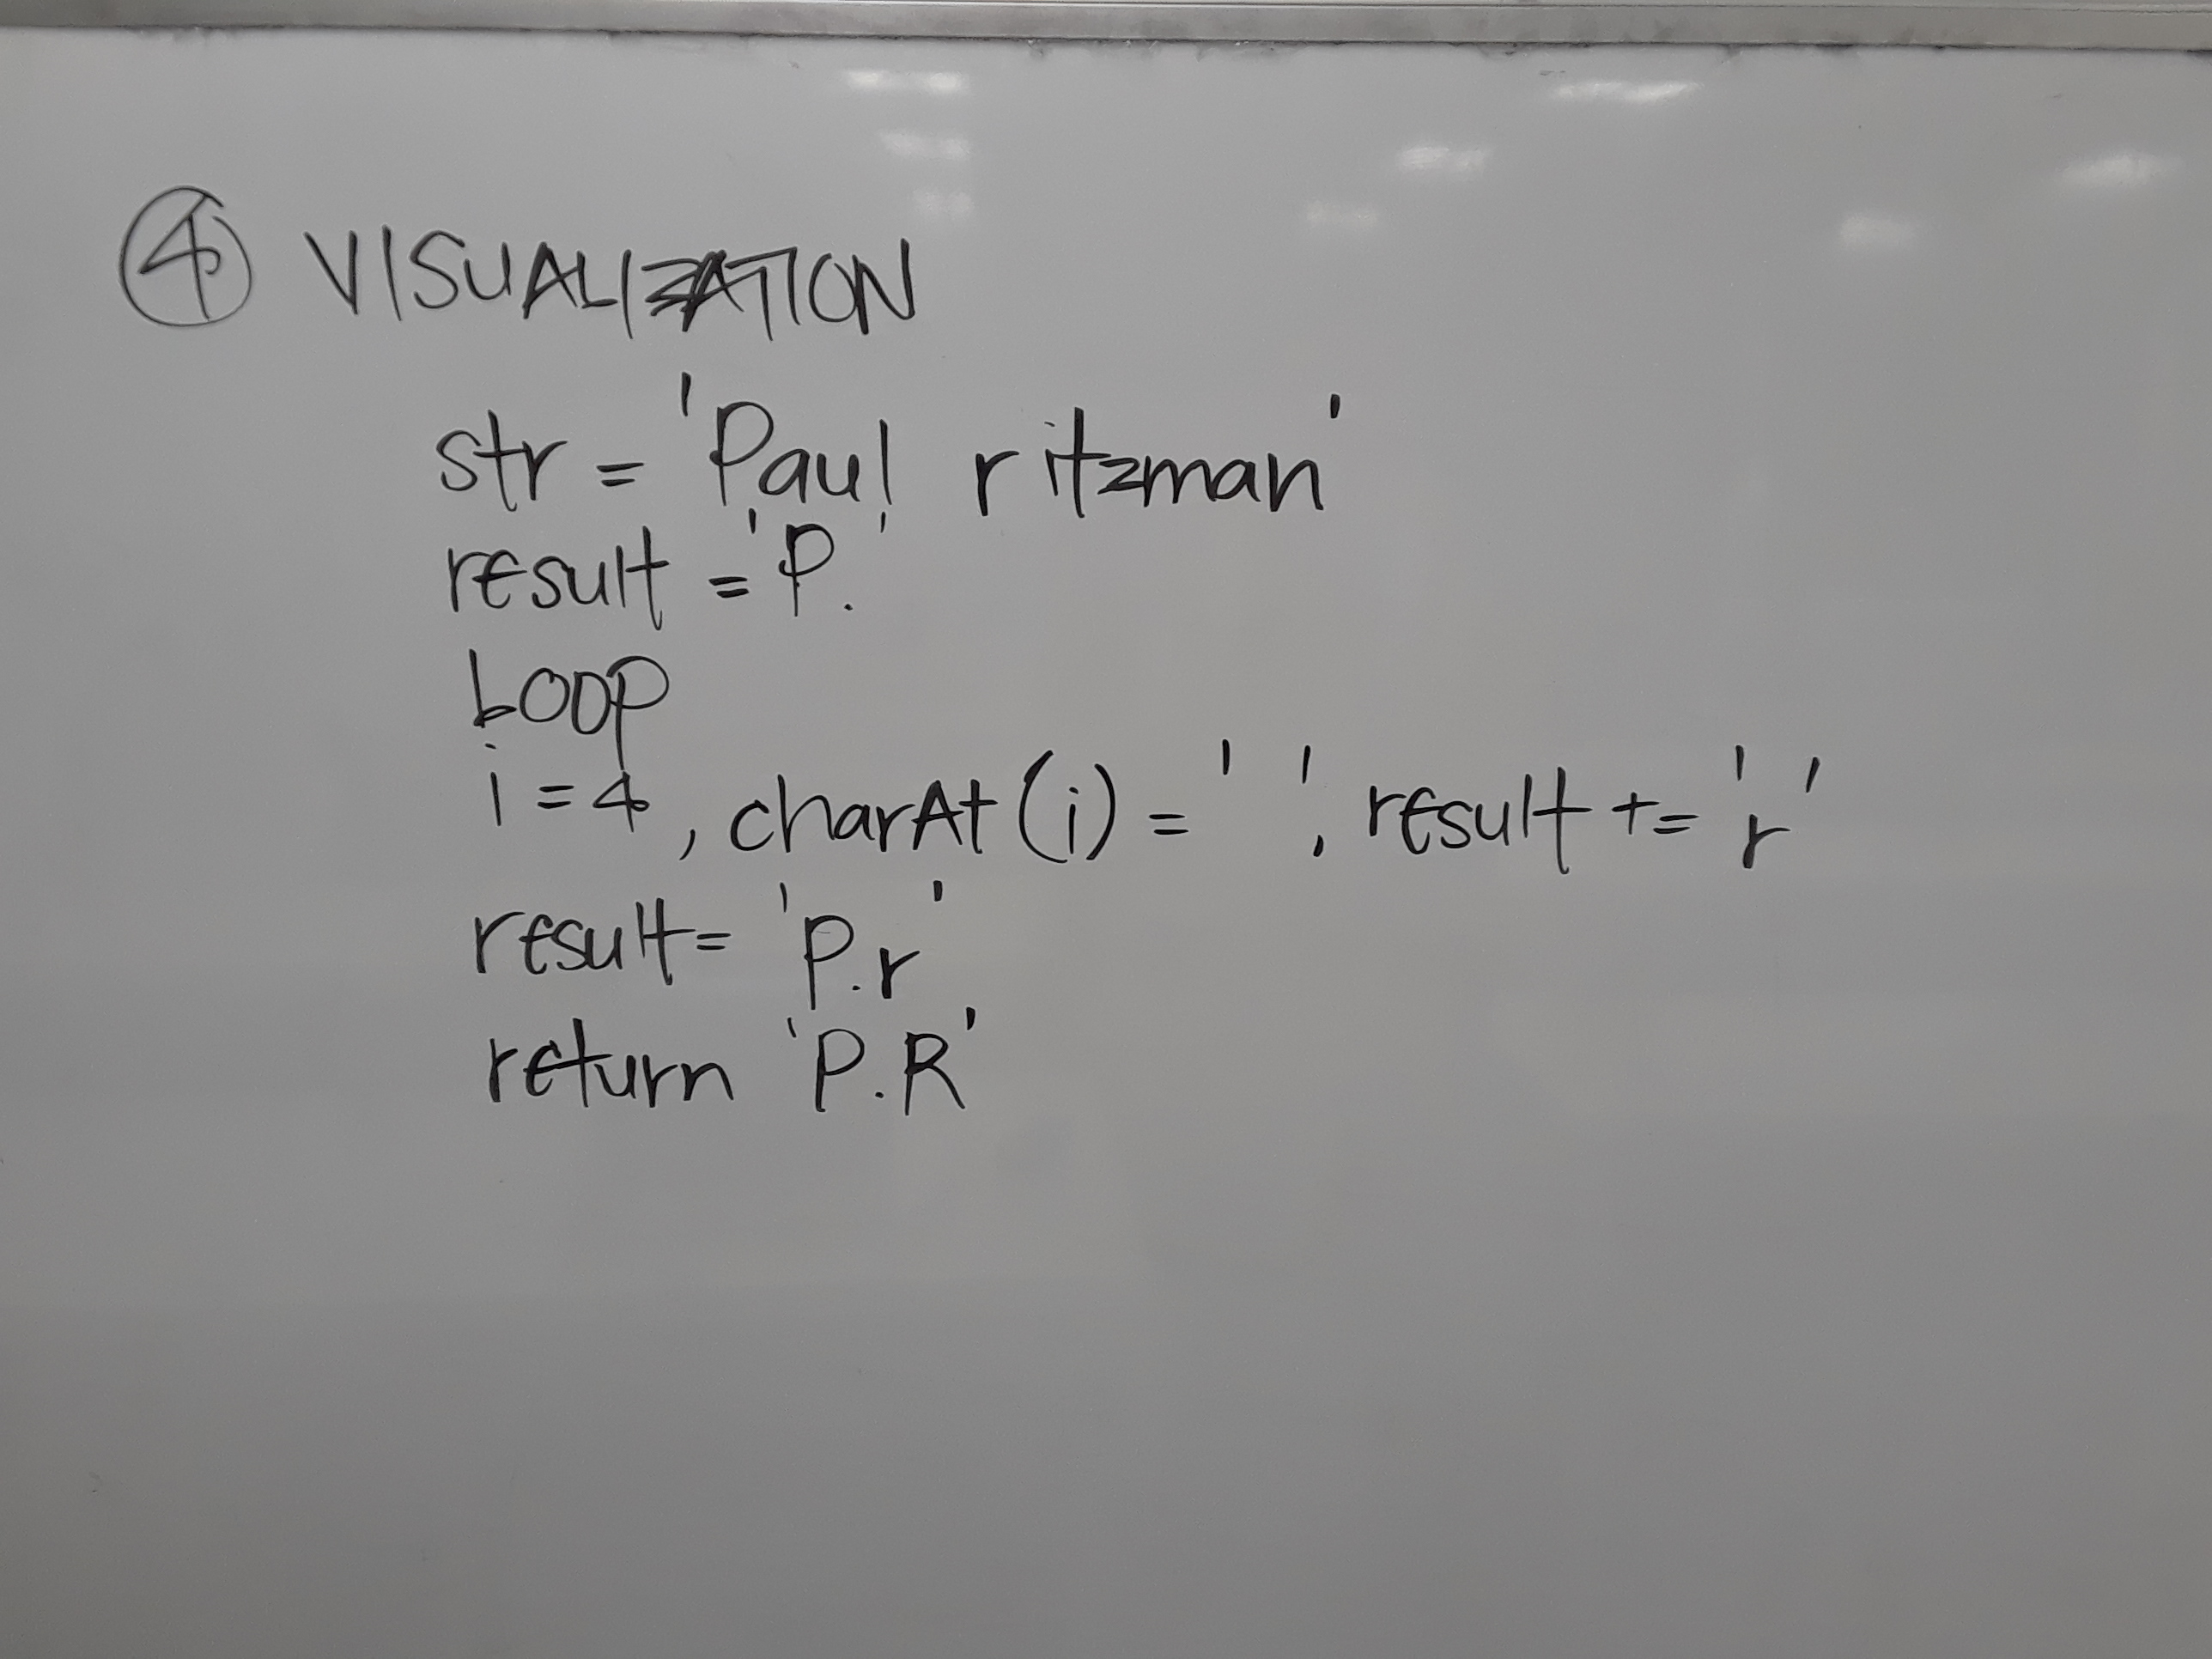 ④ VISUALIZATION
str = 'Paul ritzman'
result = 'P.'
LOOP
i = 4, charAt(i) = ' ', result += 'r'
result = 'P.r'
return 'P.R'